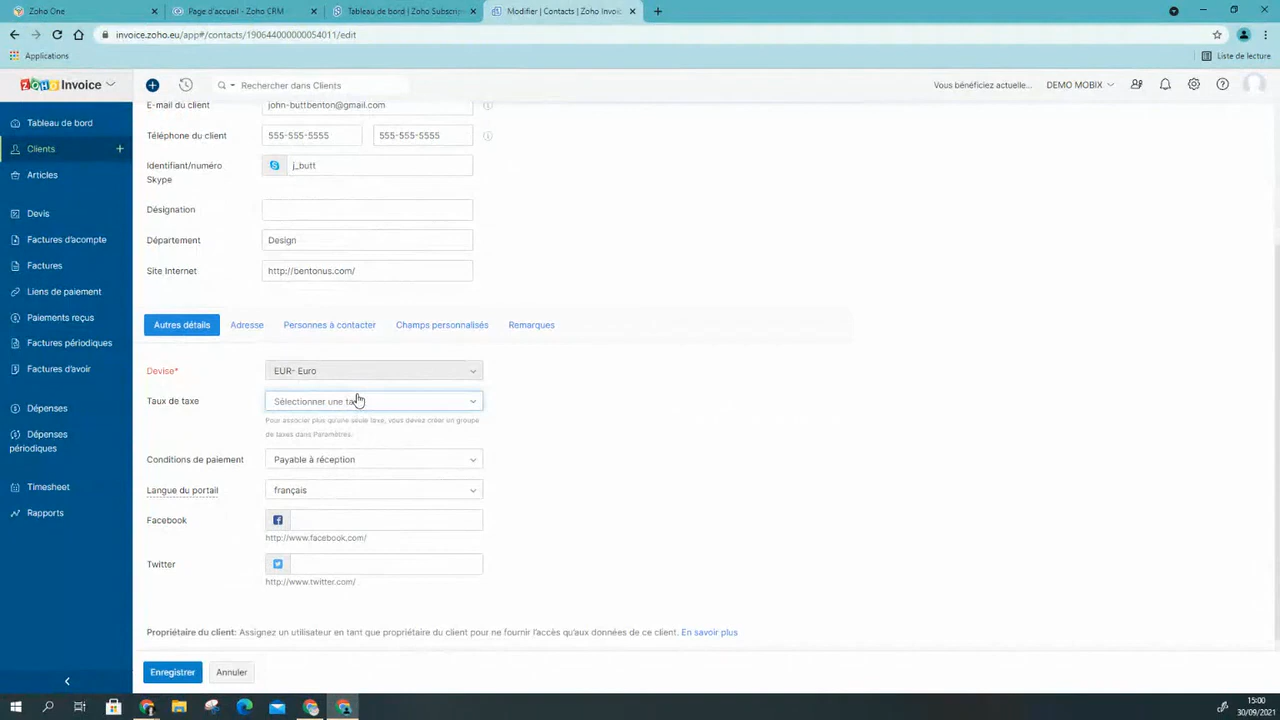 Zoho One
Page d'accueil - Zoho CRM
Tableau de bord | Zoho Subscrip
Modifier | Contacts | Zoho Invoic
invoice.zoho.eu/app#/contacts/190644000000054011/edit
Applications
Liste de lecture
ZOHO Invoice
Rechercher dans Clients
Vous bénéficiez actuelle...
DEMO MOBIX
Tableau de bord
Clients
Articles
Devis
Factures d'acompte
Factures
Liens de paiement
Paiements reçus
Factures périodiques
Factures d'avoir
Dépenses
Dépenses
périodiques
Timesheet
Rapports
E-mail du client
john-buttbenton@gmail.com
Téléphone du client
555-555-5555
555-555-5555
Identifiant/numéro
Skype
j_butt
Désignation
Département
Design
Site Internet
http://bentonus.com/
Autres détails
Adresse
Personnes à contacter
Champs personnalisés
Remarques
Devise*
EUR- Euro
Taux de taxe
Sélectionner une
Pour associer plus qu'une seule taxe, vous devez créer un groupe
de taxes dans Paramètres.
Conditions de paiement
Payable à réception
Langue du portail
français
Facebook
http://www.facebook.com/
Twitter
http://www.twitter.com/
Propriétaire du client: Assignez un utilisateur en tant que propriétaire du client pour ne fournir l'accès qu'aux données de ce client. En savoir plus
Enregistrer
Annuler
15:00
30/09/2021